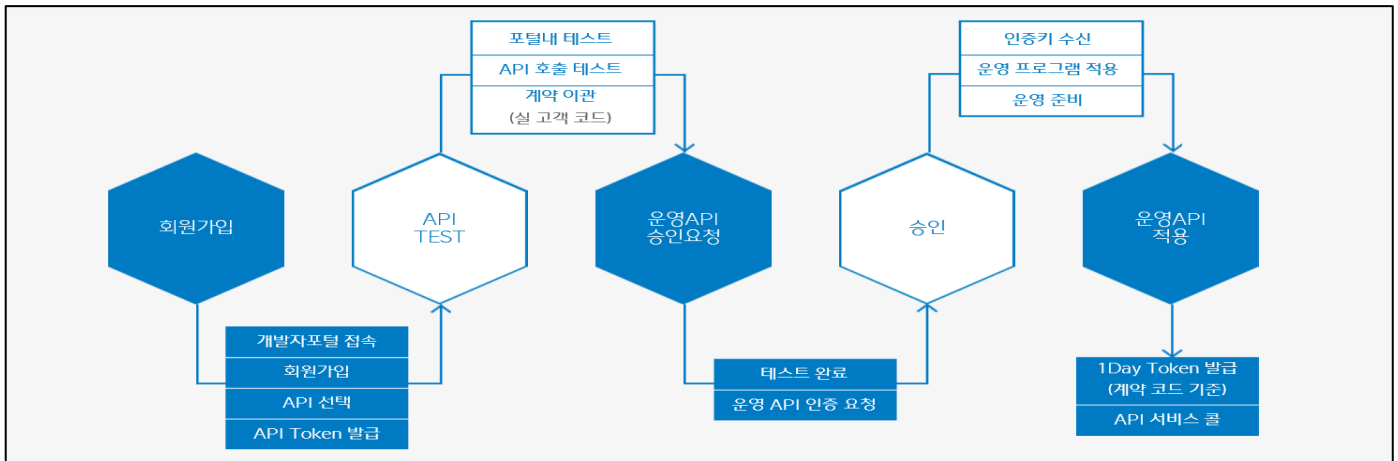 포털내 테스트
API 호출 테스트
계약 이관
(실 고객 코드)
인증키 수신
운영 프로그램 적용
운영 준비
회원가입
API
TEST
운영API
승인요청
승인
운영API
적용
개발자포털 접속
회원가입
API 선택
API Token 발급
테스트 완료
운영 API 인증 요청
1Day Token 발급
(계약 코드 기준)
API 서비스 콜